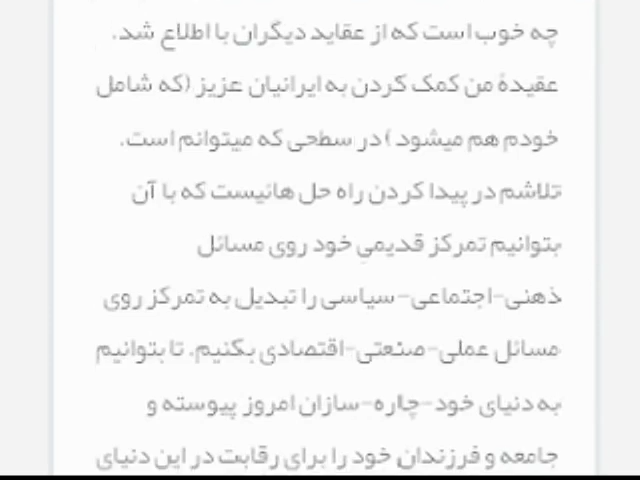 چه خوب است که از عقاید دیگران با اطلاع شد.
عقیدهٔ من کمک کردن به ایرانیان عزیز (که شامل
خودم هم میشود) در سطحی که میتوانم است.
تلاشم در پیدا کردن راه حل هائیست که با آن
بتوانیم تمرکز قدیمیِ خود روی مسائل
ذهنی-اجتماعی-سیاسی را تبدیل به تمرکز روی
مسائل عملی-صنعتی-اقتصادی بکنیم. تا بتوانیم
به دنیای خود-چاره-سازان امروز پیوسته و
جامعه و فرزندان خود را برای رقابت در این دنیای